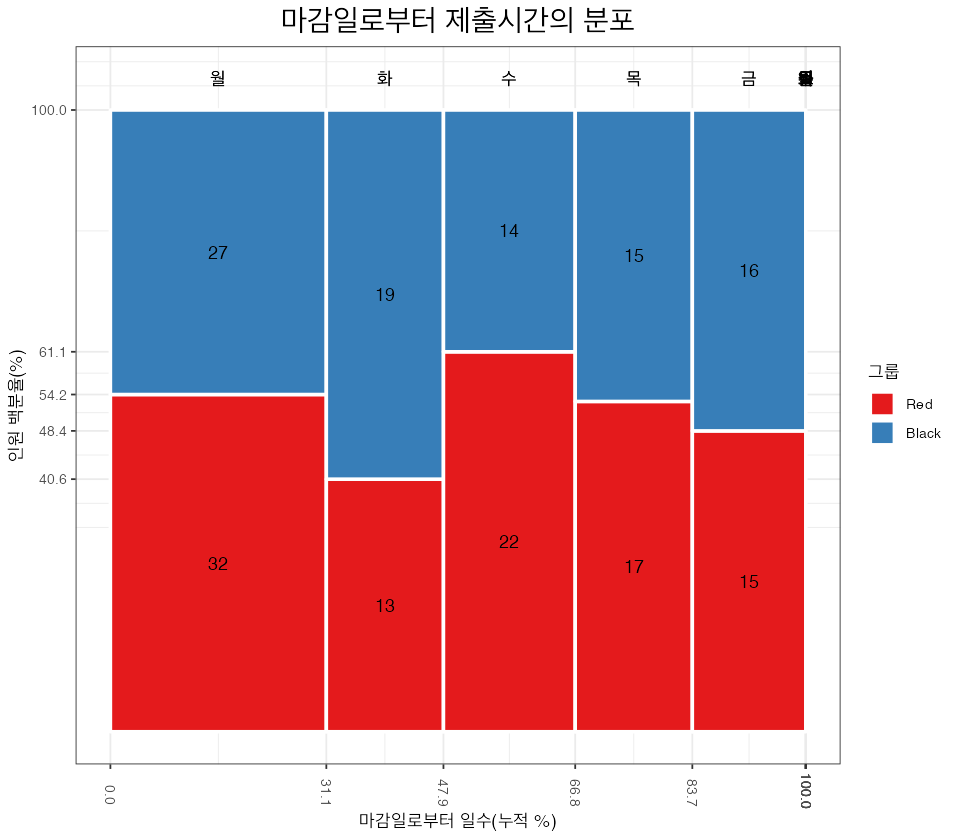 마감일로부터 제출시간의 분포
월 화 수 목 금
100.0
61.1
54.2
48.4
40.6
인원 백분율(%)
27 19 14 15 16
32 13 22 17 15
0.0 31.1 47.9 66.8 83.7 100.0
마감일로부터 일수(누적 %)
그룹
Red
Black